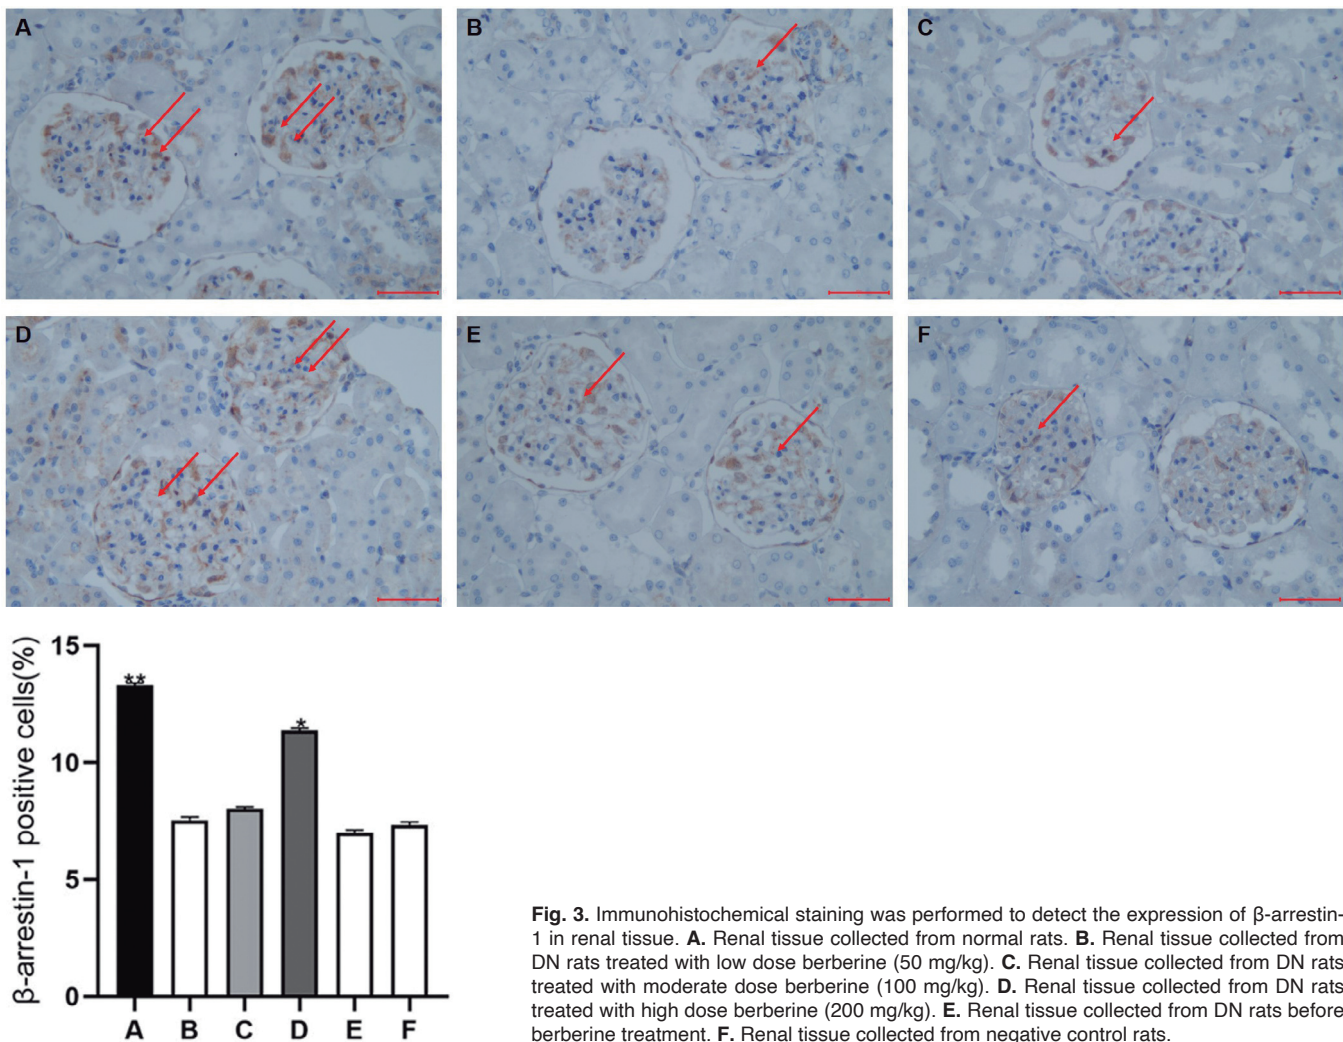 A
B
C
D
E
F
β-arrestin-1 positive cells(%)
15
10
5
0
**
*
A B C D E F
Fig. 3. Immunohistochemical staining was performed to detect the expression of β-arrestin-
1 in renal tissue. A. Renal tissue collected from normal rats. B. Renal tissue collected from
DN rats treated with low dose berberine (50 mg/kg). C. Renal tissue collected from DN rats
treated with moderate dose berberine (100 mg/kg). D. Renal tissue collected from DN rats
treated with high dose berberine (200 mg/kg). E. Renal tissue collected from DN rats before
berberine treatment. F. Renal tissue collected from negative control rats.